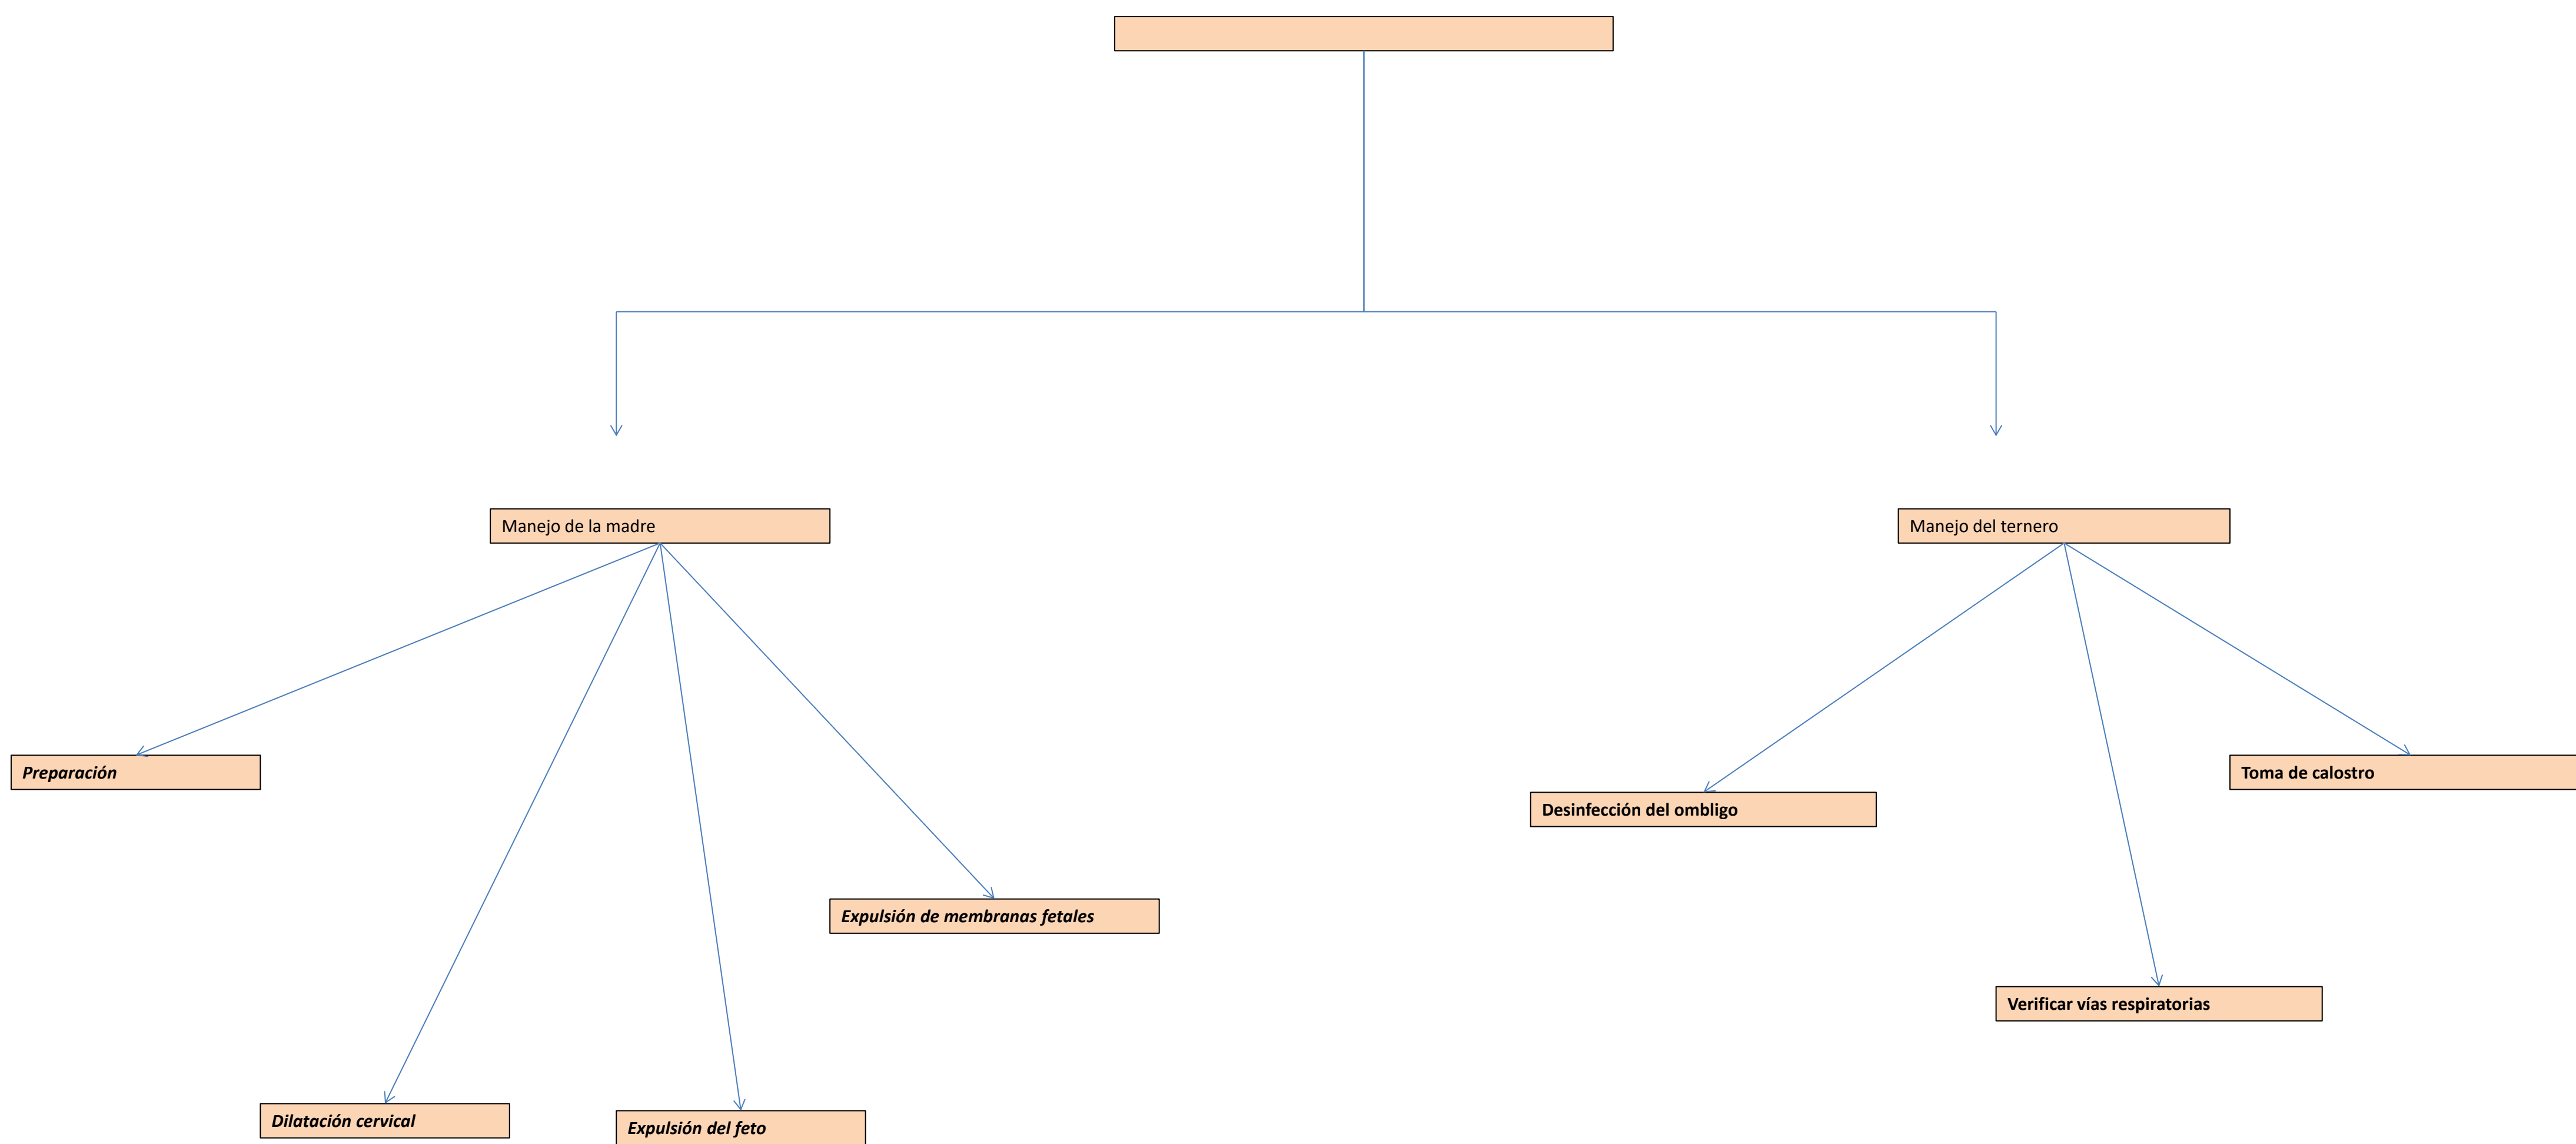 Manejo de la madre
Manejo del ternero
Preparación
Toma de calostro
Desinfección del ombligo
Expulsión de membranas fetales
Verificar vías respiratorias
Dilatación cervical
Expulsión del feto